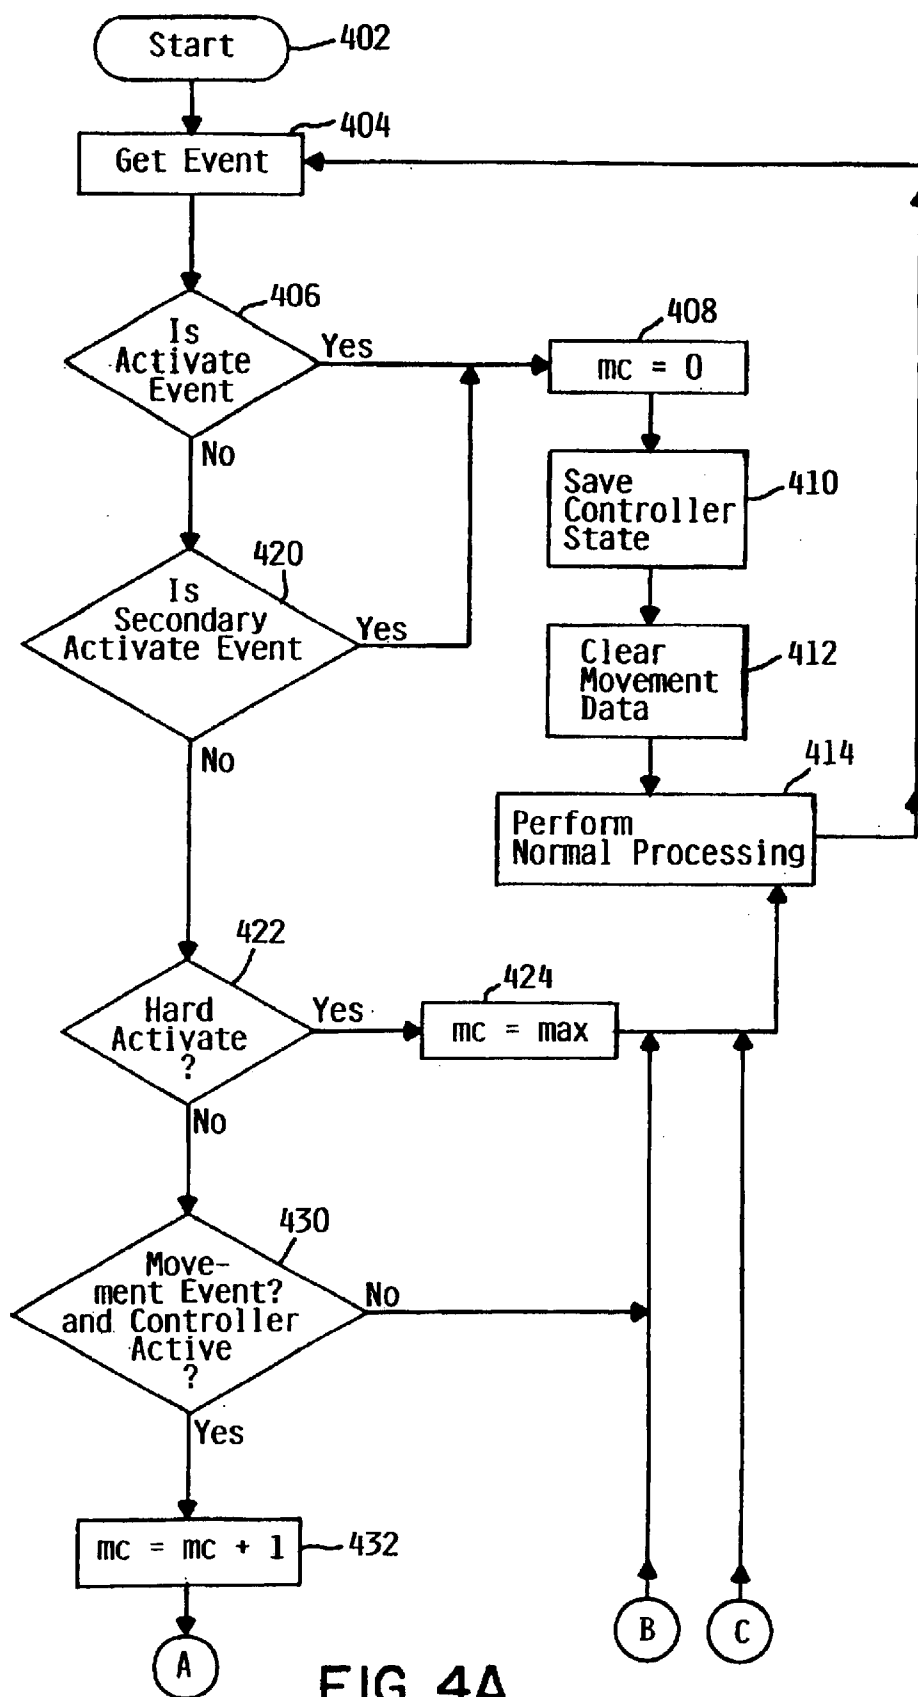 Start
402
404
Get Event
406
Is
Activate
Event
Yes
No
408
mc = 0
Save
Controller
State
410
420
Is
Secondary
Activate Event
Yes
No
Clear
Movement
Data
412
414
Perform
Normal Processing
422
Hard
Activate
?
Yes
No
424
mc = max
430
Move-
ment Event?
and Controller
Active
?
No
Yes
mc = mc + 1
432
A
B
C
FIG. 4A